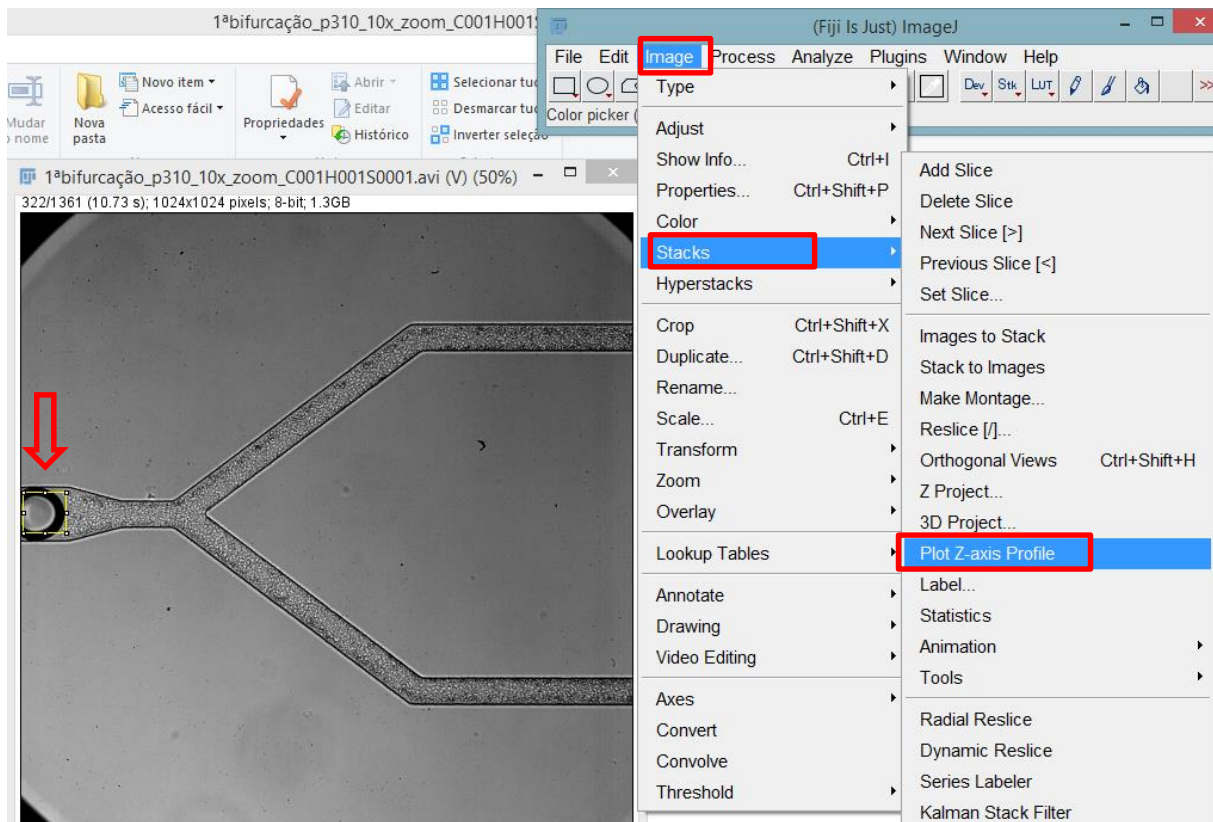 1ªbifurcação_p310_10x_zoom_C001H001S
(Fiji Is Just) ImageJ
File Edit Image Process Analyze Plugins Window Help
Dev Stk LUT >>
Color picker (
Mudar
o nome
Nova
pasta
Novo item
Acesso fácil
Propriedades
Abrir
Editar
Histórico
Selecionar tud
Desmarcar tud
Inverter seleção
1ªbifurcação_p310_10x_zoom_C001H001S0001.avi (V) (50%)
322/1361 (10.73 s); 1024x1024 pixels; 8-bit; 1.3GB
Type
Adjust
Show Info... Ctrl+I
Properties... Ctrl+Shift+P
Color
Stacks
Hyperstacks
Crop Ctrl+Shift+X
Duplicate... Ctrl+Shift+D
Rename...
Scale... Ctrl+E
Transform
Zoom
Overlay
Lookup Tables
Annotate
Drawing
Video Editing
Axes
Convert
Convolve
Threshold
Add Slice
Delete Slice
Next Slice [>]
Previous Slice [<]
Set Slice...
Images to Stack
Stack to Images
Make Montage...
Reslice [/]...
Orthogonal Views Ctrl+Shift+H
Z Project...
3D Project...
Plot Z-axis Profile
Label...
Statistics
Animation
Tools
Radial Reslice
Dynamic Reslice
Series Labeler
Kalman Stack Filter